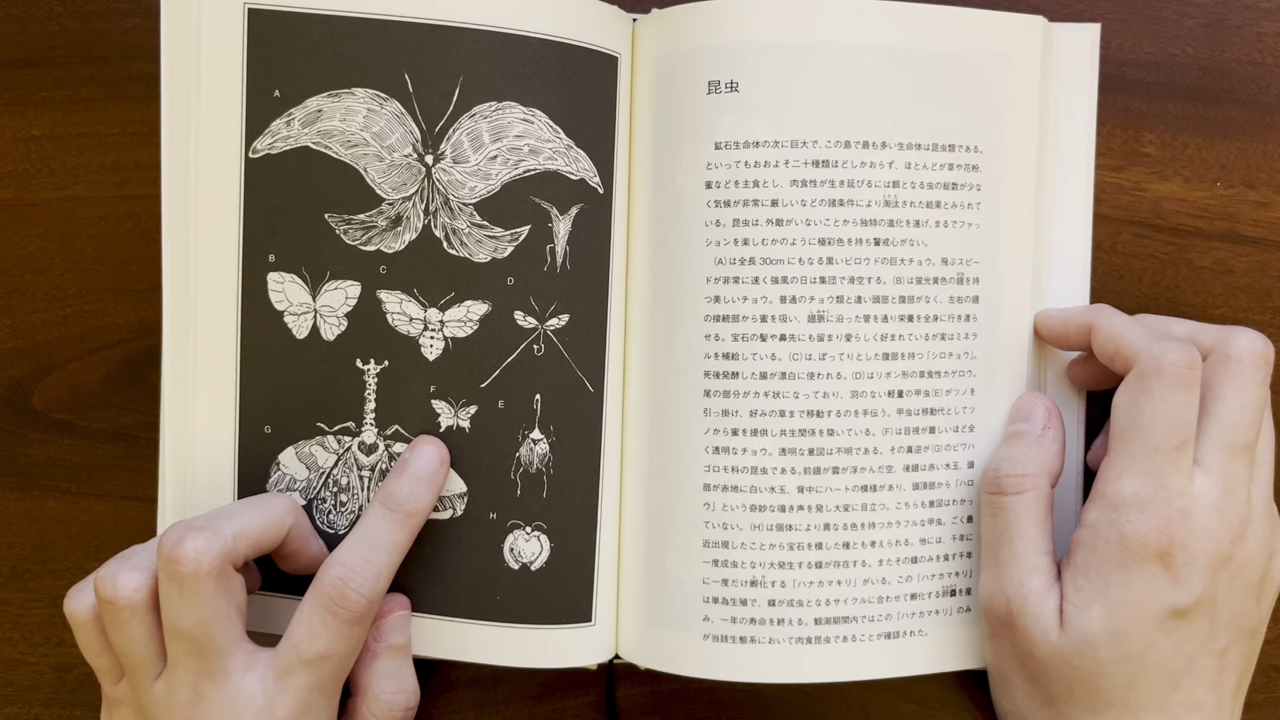 A
B
C
D
E
F
G
H
昆虫
鉱石生命体の次に巨大で、この島で最も多い生命体は昆虫類である。
といってもおおよそ二十種類ほどしかおらず、ほとんどが草や花粉、
蜜などを主食とし、肉食性が生き延びるには餌となる虫の総数が少な
く気候が非常に厳しいなどの諸条件により淘汰された結果とみられて
いる。昆虫は、外敵がいないことから独特の進化を遂げ、まるでファッ
ションを楽しむかのように極彩色を持ち警戒心がない。
(A)は全長30cmにもなる黒いビロウドの巨大チョウ。飛ぶスピー
ドが非常に速く強風の日は集団で滑空する。(B)は蛍光黄色の翅を持
つ美しいチョウ。普通のチョウ類と違い頭部と腹部がなく、左右の翅
の接続部から蜜を吸い、翅脈に沿った管を通り栄養を全身に行き渡ら
せる。宝石の髪や鼻先にも留まり愛らしく好まれているが実はミネラ
ルを補給している。(C)は、ぽってりとした腹部を持つ「シロチョウ」。
死後発酵した腸が漂白に使われる。(D)はリボン形の草食性カゲロウ。
尾の部分がカギ状になっており、羽のない軽量の甲虫(E)がツノを
引っ掛け、好みの草まで移動するのを手伝う。甲虫は移動代としてツ
ノから蜜を提供し共生関係を築いている。(F)は目視が難しいほど全
く透明なチョウ。透明な意図は不明である。その真逆が(G)のビワハ
ゴロモ科の昆虫である。前翅が雲が浮かんだ空、後翅は赤い水玉、頭
部が赤地に白い水玉、背中にハートの模様があり、頭頂部から「ハロ
ウ」という奇妙な鳴き声を発し大変に目立つ。こちらも意図はわかっ
ていない。(H)は個体により異なる色を持つカラフルな甲虫。ごく最
近出現したことから宝石を模した種とも考えられる。他には、千年に
一度成虫となり大発生する蝶が存在する。またその蝶のみを食す千年
に一度だけ孵化する「ハナカマキリ」がいる。この「ハナカマキリ」
は単為生殖で、蝶が成虫となるサイクルに合わせて孵化する卵嚢を産
み、一年の寿命を終える。観測期間内ではこの「ハナカマキリ」のみ
が当該生態系において肉食昆虫であることが確認された。